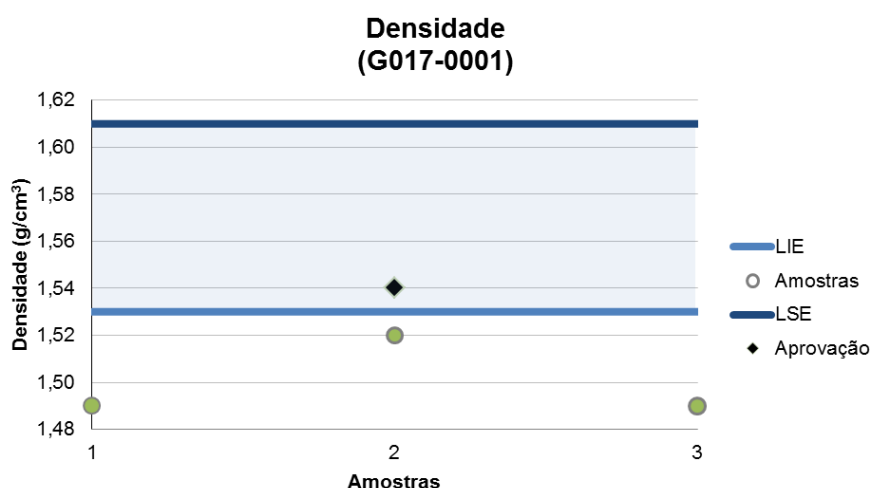 Densidade
(G017-0001)
1,62
1,60
1,58
1,56
1,54
1,52
1,50
1,48
Densidade (g/cm³)
1
2
3
Amostras
LIE
Amostras
LSE
Aprovação